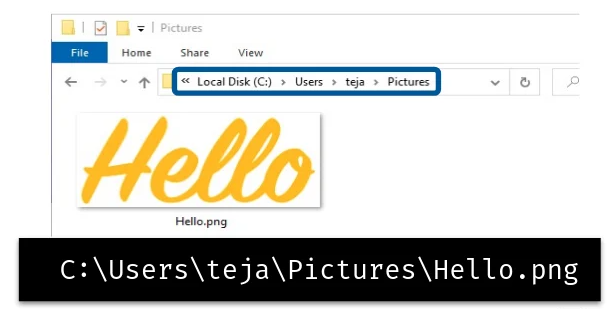 Pictures
File Home Share View
« Local Disk (C:) > Users > teja > Pictures
Hello
Hello.png
C:\Users\teja\Pictures\Hello.png